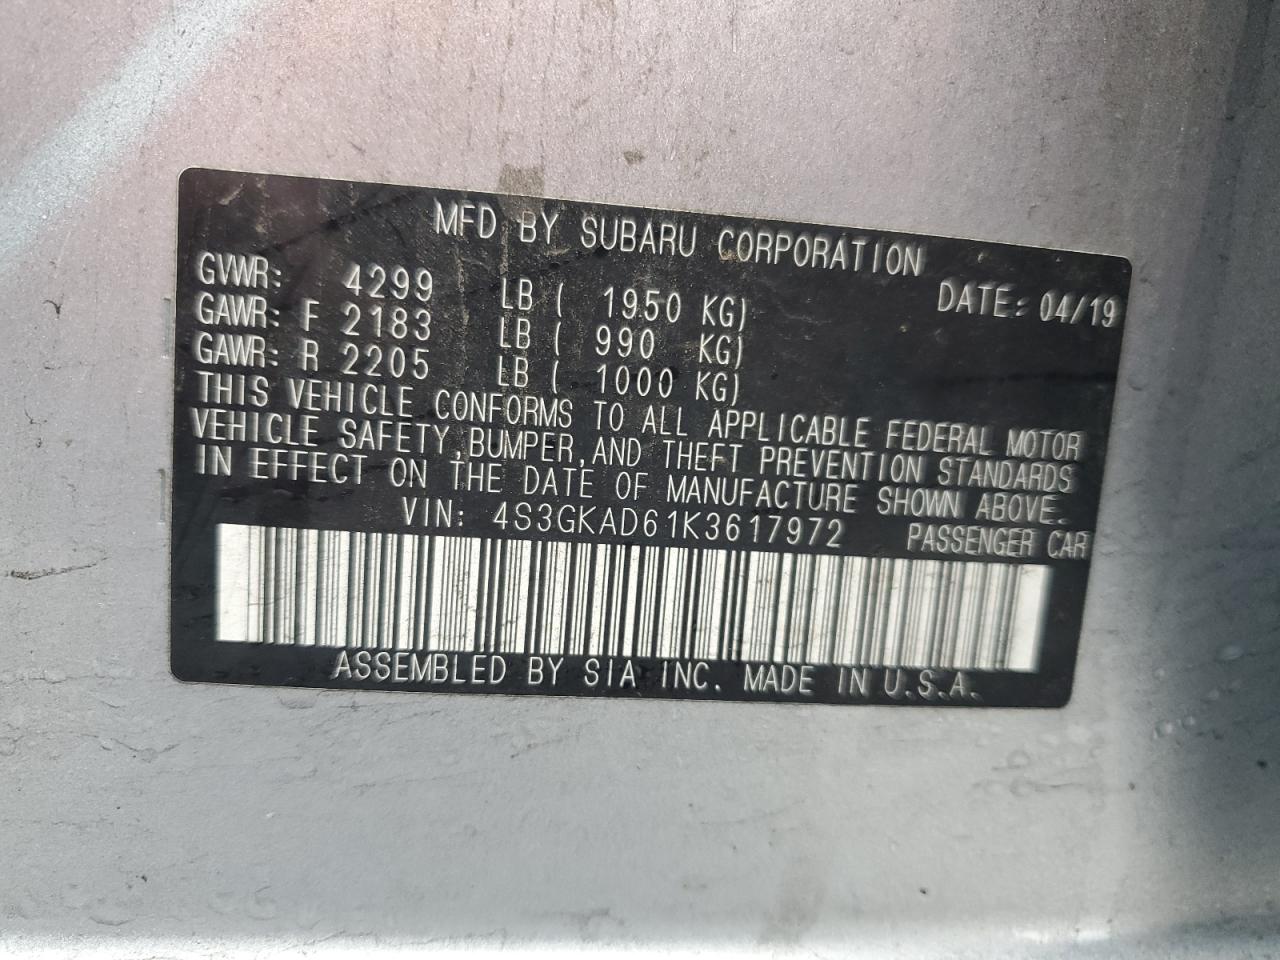 MFD BY SUBARU CORPORATION
GVWR: 4299 LB ( 1950 KG) DATE: 04/19
GAWR: F 2183 LB ( 990 KG)
GAWR: R 2205 LB ( 1000 KG)
THIS VEHICLE CONFORMS TO ALL APPLICABLE FEDERAL MOTOR
VEHICLE SAFETY, BUMPER, AND THEFT PREVENTION STANDARDS
IN EFFECT ON THE DATE OF MANUFACTURE SHOWN ABOVE.
VIN: 4S3GKAD61K3617972 PASSENGER CAR
ASSEMBLED BY SIA INC. MADE IN U.S.A.